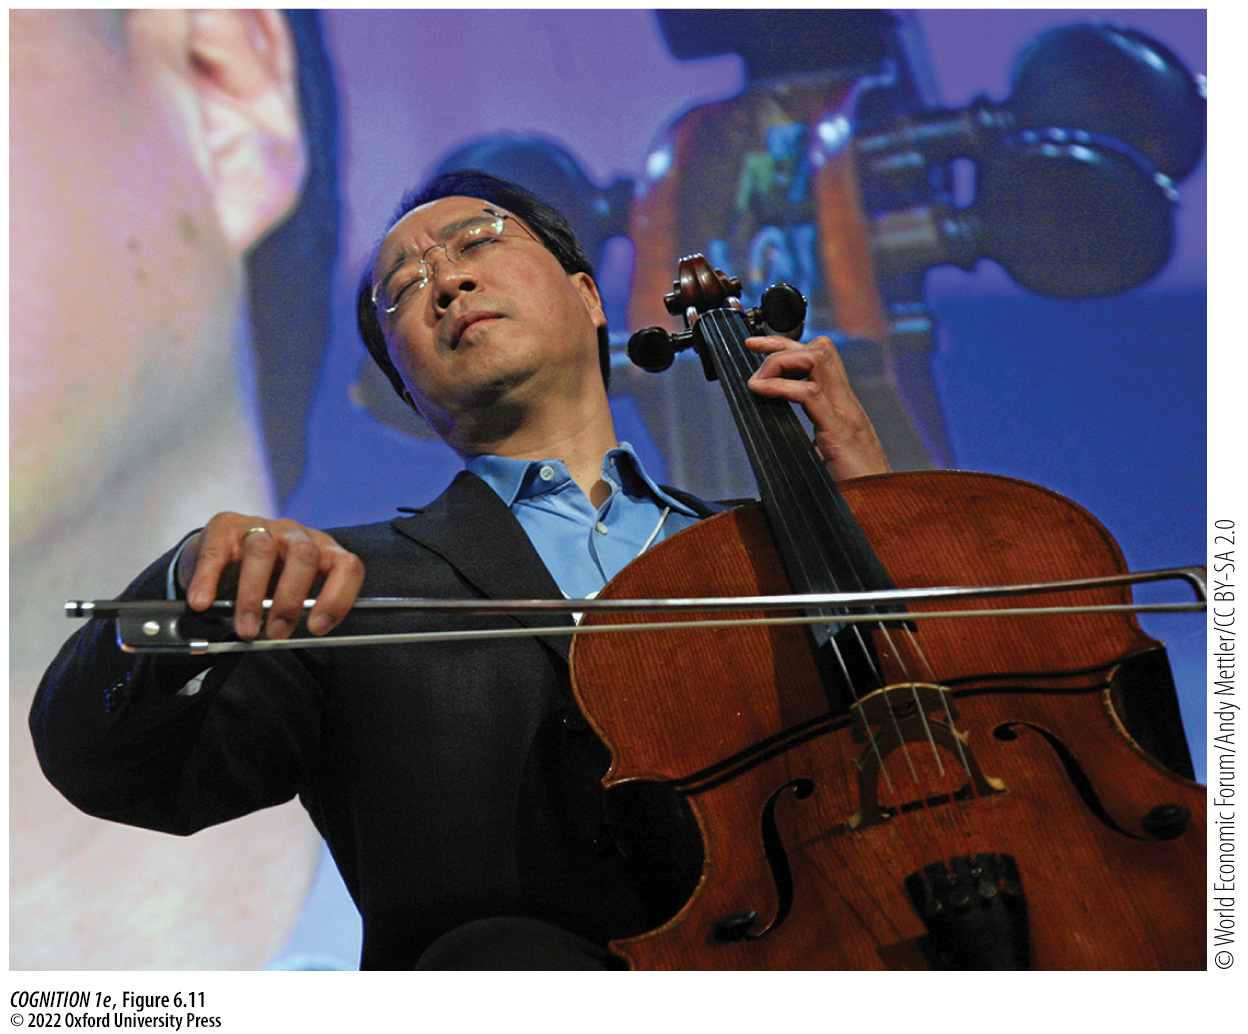 © World Economic Forum/Andy Mettler/CC BY-SA 2.0
COGNITION 1e, Figure 6.11
© 2022 Oxford University Press